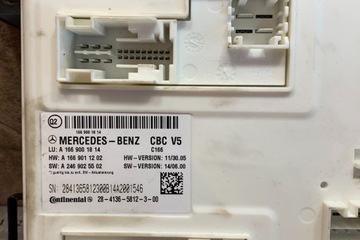 02
166 900 18 14
MERCEDES-BENZ CBC V5
LU: A 166 900 18 14 C166
HW: A 166 901 12 02 HW-VERSION: 11/30.05
SW: A 246 902 55 02 SW-VERSION: 14/06.00
SN: 2841365812300814A2001546
Continental 28-4136-5812-3-00